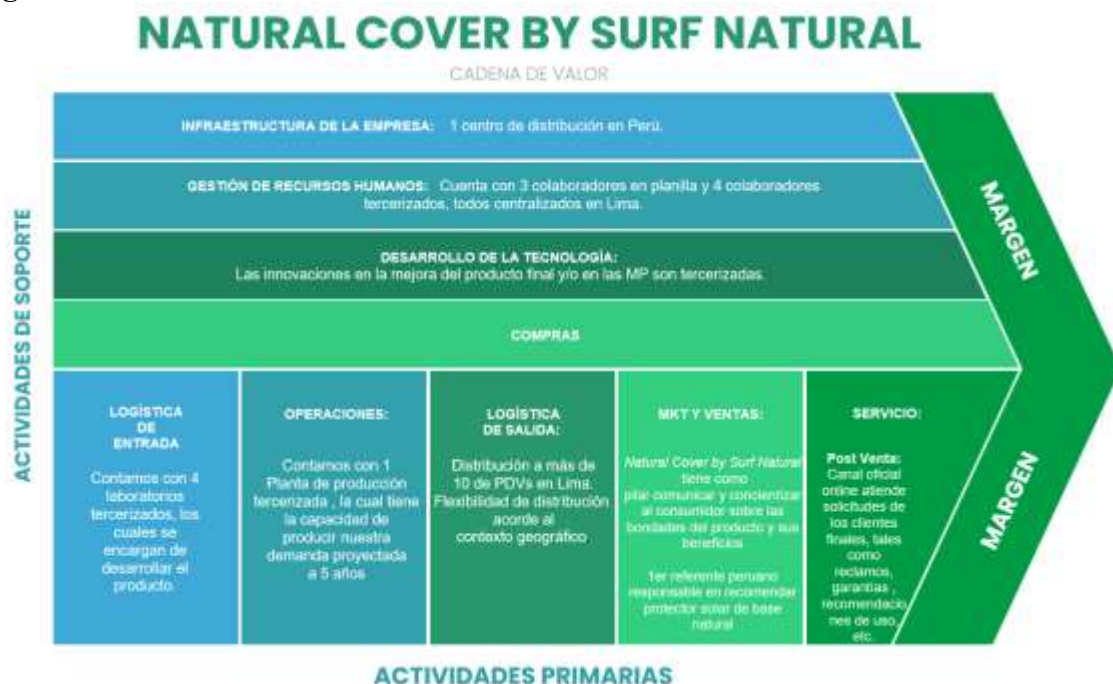 NATURAL COVER BY SURF NATURAL
CADENA DE VALOR
INFRAESTRUCTURA DE LA EMPRESA: 1 centro de distribución en Perú.
GESTIÓN DE RECURSOS HUMANOS: Cuenta con 3 colaboradores en planilla y 4 colaboradores
tercerizados, todos centralizados en Lima.
DESARROLLO DE LA TECNOLOGÍA:
Las innovaciones en la mejora del producto final y/o en las MP son tercerizadas.
COMPRAS
MARGEN
ACTIVIDADES DE SOPORTE
LOGÍSTICA
DE
ENTRADA
Contamos con 4
laboratorios
tercerizados, los
cuales se
encargan de
desarrollar el
producto.
OPERACIONES:
Contamos con 1
Planta de producción
tercerizada , la cual tiene
la capacidad de
producir nuestra
demanda proyectada
a 5 años
LOGÍSTICA
DE SALIDA:
Distribución a más de
10 de PDVs en Lima.
Flexibilidad de distribución
acorde al
contexto geográfico
MKT Y VENTAS:
Natural Cover by Surf Natural
tiene como
pilar comunicar y concientizar
al consumidor sobre las
bondades del producto y sus
beneficios
1er referente peruano
responsable en recomendar
protector solar de base
natural
SERVICIO:
Post Venta:
Canal oficial
online atiende
solicitudes de
los clientes
finales, tales
como
reclamos,
garantías ,
recomendacio
nes de uso,
etc.
MARGEN
ACTIVIDADES PRIMARIAS